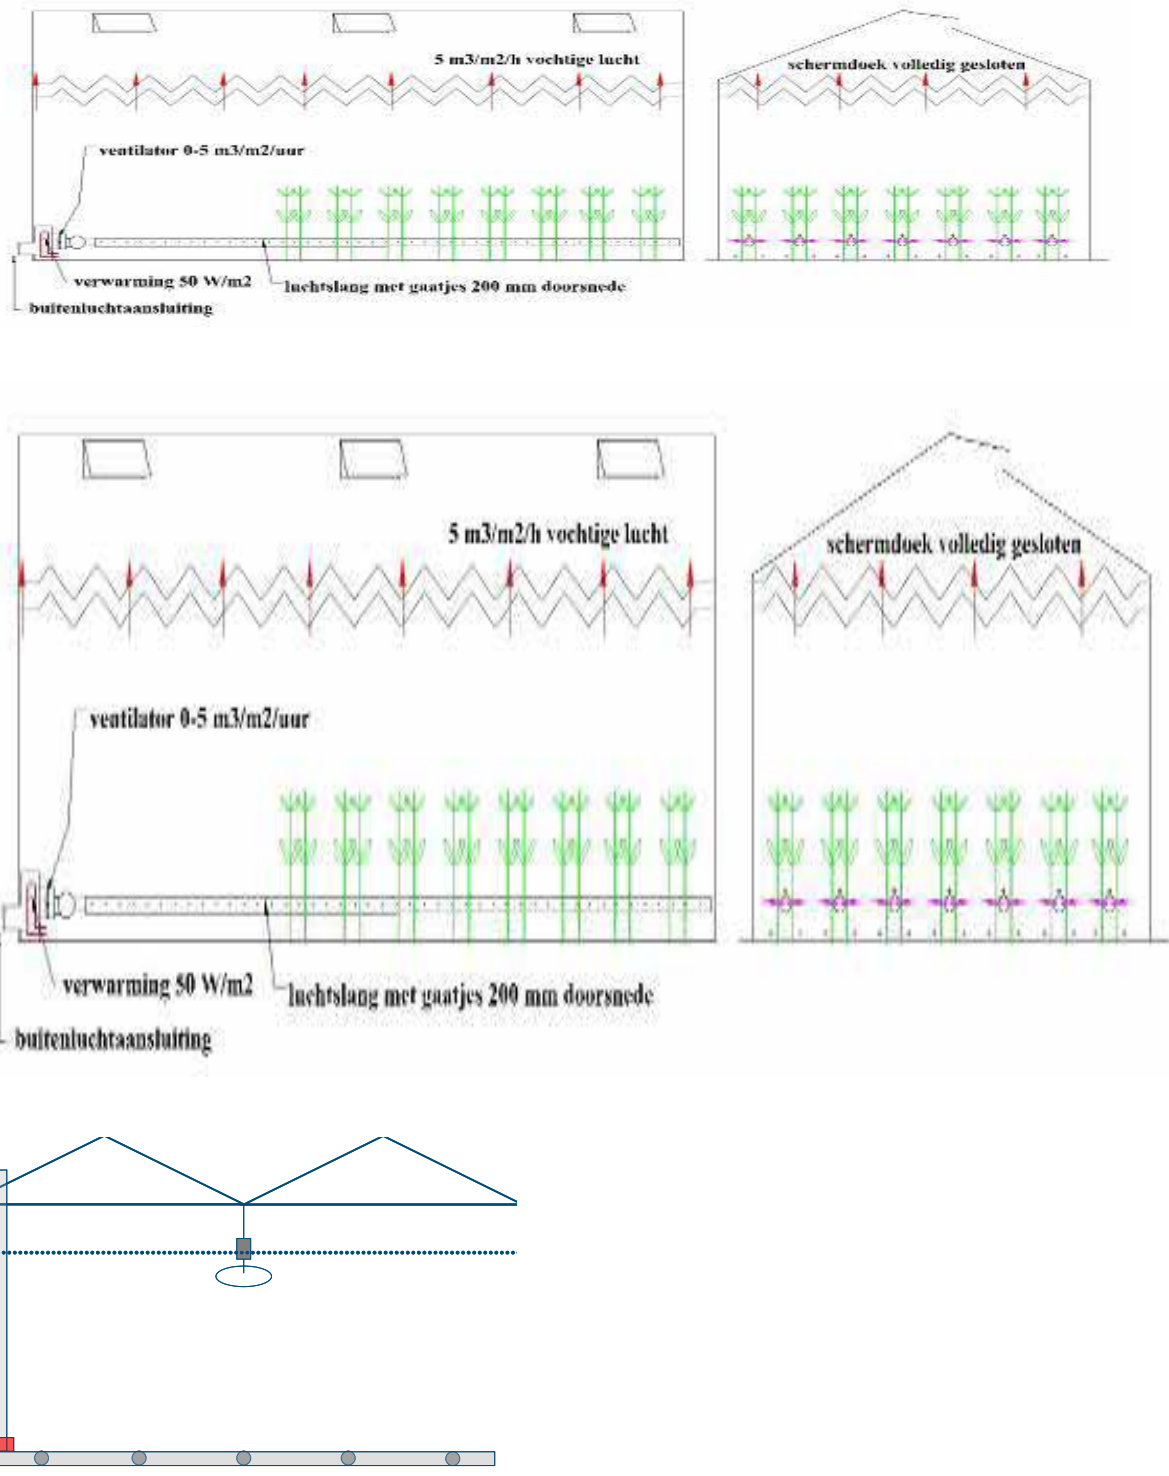 5 m3/m2/h vochtige lucht
schermdoek volledig gesloten
ventilator 0-5 m3/m2/uur
verwarming 50 W/m2
luchtslang met gaatjes 200 mm doorsnede
buitenluchtaansluiting
5 m3/m2/h vochtige lucht
schermdoek volledig gesloten
ventilator 0-5 m3/m2/uur
verwarming 50 W/m2
luchtslang met gaatjes 200 mm doorsnede
buitenluchtaansluiting